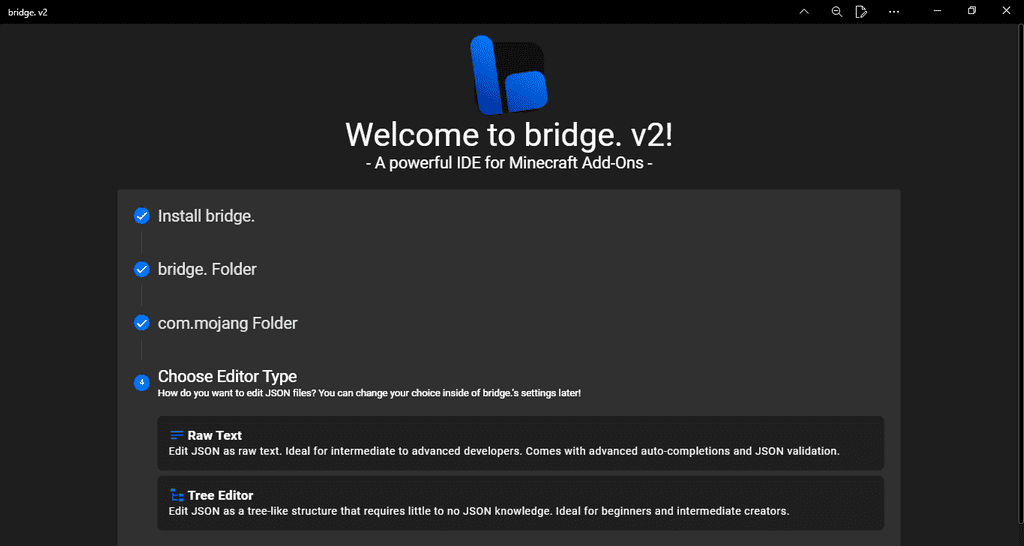 bridge. v2
Welcome to bridge. v2!
- A powerful IDE for Minecraft Add-Ons -
Install bridge.
bridge. Folder
com.mojang Folder
4
Choose Editor Type
How do you want to edit JSON files? You can change your choice inside of bridge.'s settings later!
Raw Text
Edit JSON as raw text. Ideal for intermediate to advanced developers. Comes with advanced auto-completions and JSON validation.
Tree Editor
Edit JSON as a tree-like structure that requires little to no JSON knowledge. Ideal for beginners and intermediate creators.